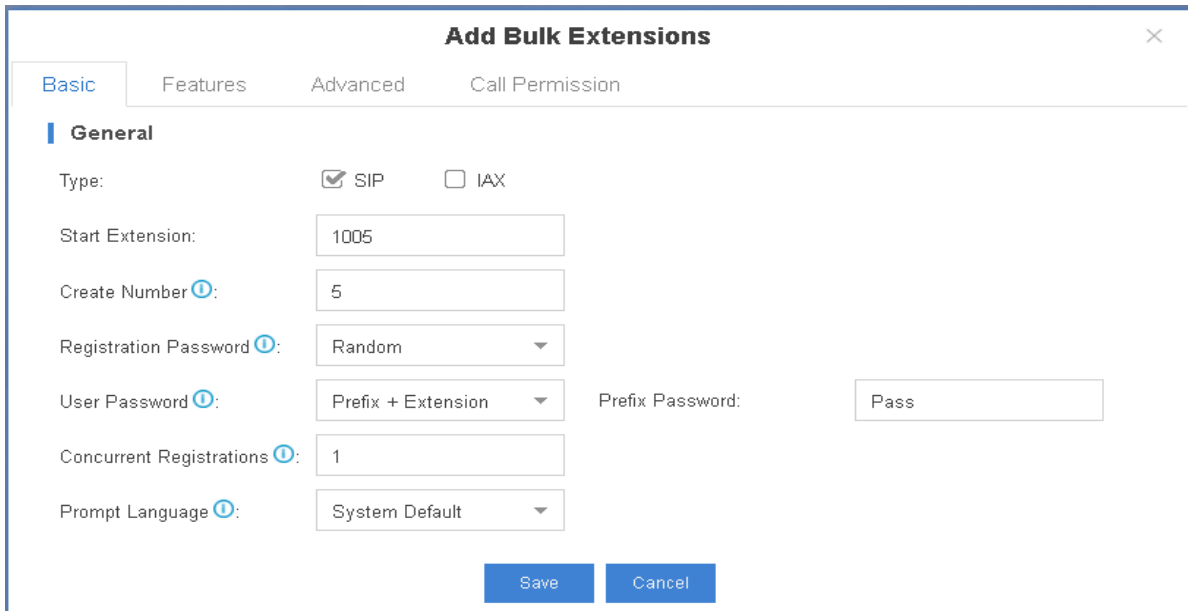 Add Bulk Extensions
Basic Features Advanced Call Permission
General
Type: SIP IAX
Start Extension: 1005
Create Number : 5
Registration Password : Random
User Password : Prefix + Extension Prefix Password: Pass
Concurrent Registrations : 1
Prompt Language : System Default
Save Cancel